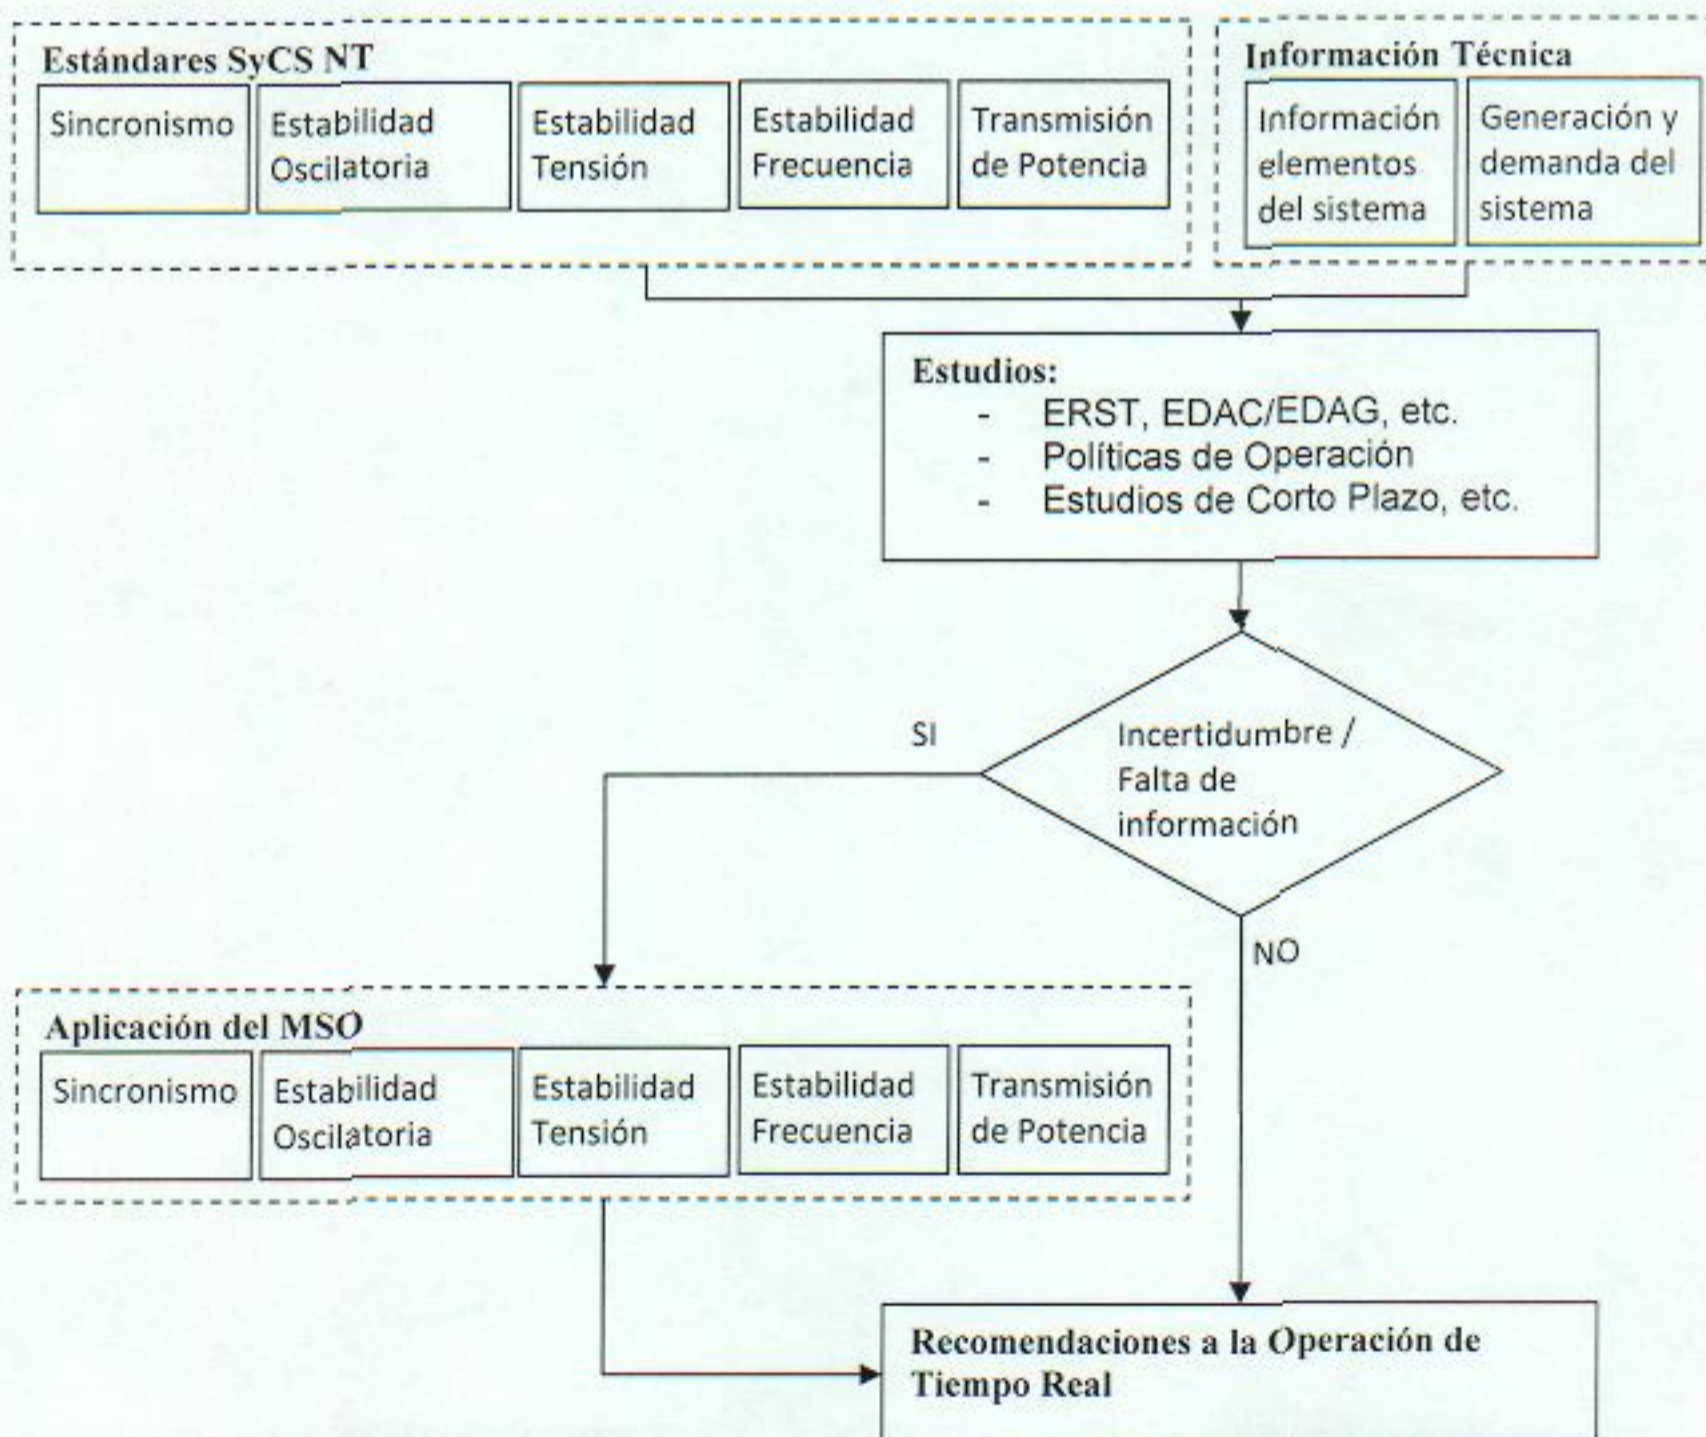 Estándares SyCS NT
Sincronismo
Estabilidad
Oscilatoria
Estabilidad
Tensión
Estabilidad
Frecuencia
Transmisión
de Potencia
Información Técnica
Información
elementos
del sistema
Generación y
demanda del
sistema
Estudios:
- ERST, EDAC/EDAG, etc.
- Políticas de Operación
- Estudios de Corto Plazo, etc.
Incertidumbre /
Falta de
información
SI
NO
Aplicación del MSO
Sincronismo
Estabilidad
Oscilatoria
Estabilidad
Tensión
Estabilidad
Frecuencia
Transmisión
de Potencia
Recomendaciones a la Operación de
Tiempo Real